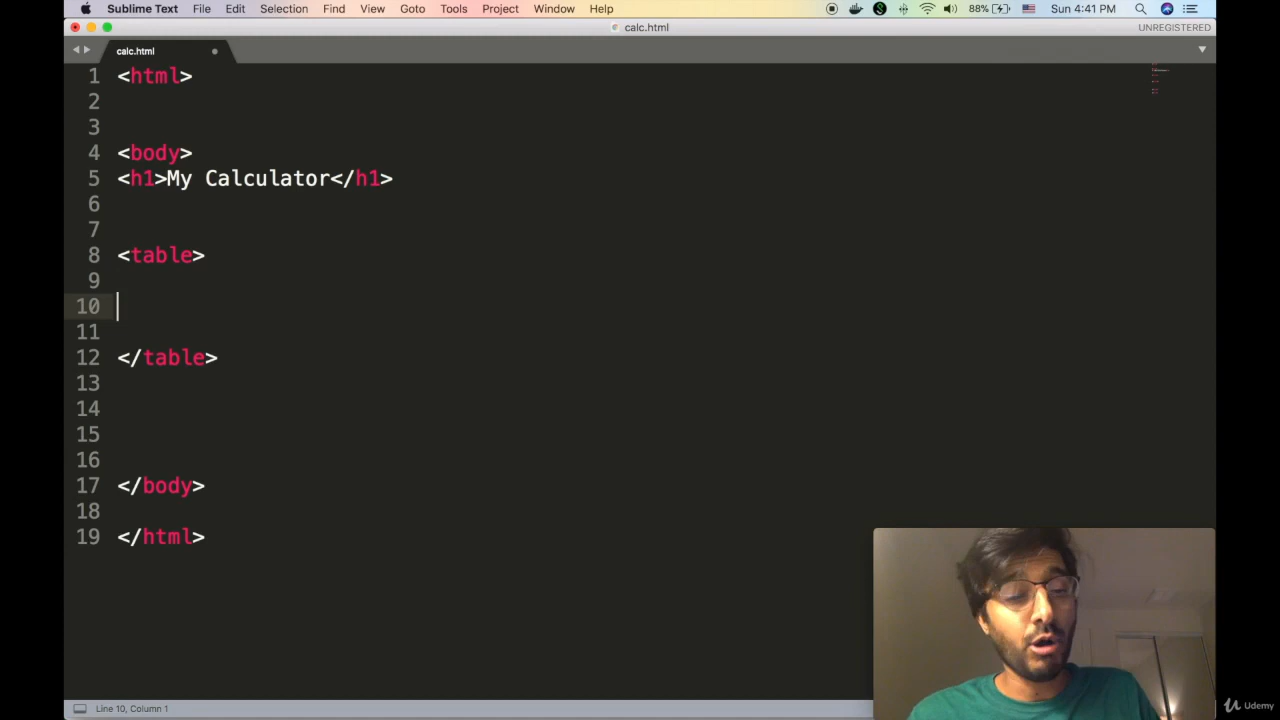 Sublime Text File Edit Selection Find View Goto Tools Project Window Help 88% Sun 4:41 PM
calc.html UNREGISTERED
calc.html
1 <html>
2
3
4 <body>
5 <h1>My Calculator</h1>
6
7
8 <table>
9
10
11
12 </table>
13
14
15
16
17 </body>
18
19 </html>
Line 10, Column 1
Udemy